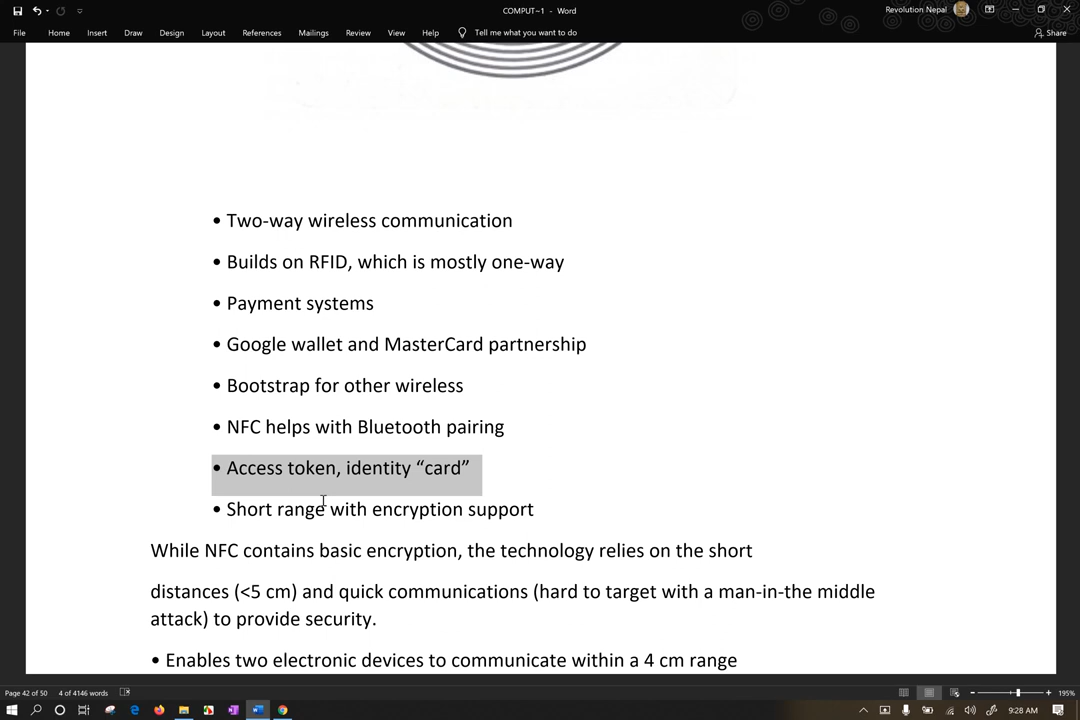 COMPUT~1 - Word
Revolution Nepal
File Home Insert Draw Design Layout References Mailings Review View Help Tell me what you want to do Share
• Two-way wireless communication
• Builds on RFID, which is mostly one-way
• Payment systems
• Google wallet and MasterCard partnership
• Bootstrap for other wireless
• NFC helps with Bluetooth pairing
• Access token, identity “card”
• Short range with encryption support
While NFC contains basic encryption, the technology relies on the short
distances (<5 cm) and quick communications (hard to target with a man-in-the middle
attack) to provide security.
• Enables two electronic devices to communicate within a 4 cm range
Page 42 of 50 4 of 4146 words 195%
9:28 AM